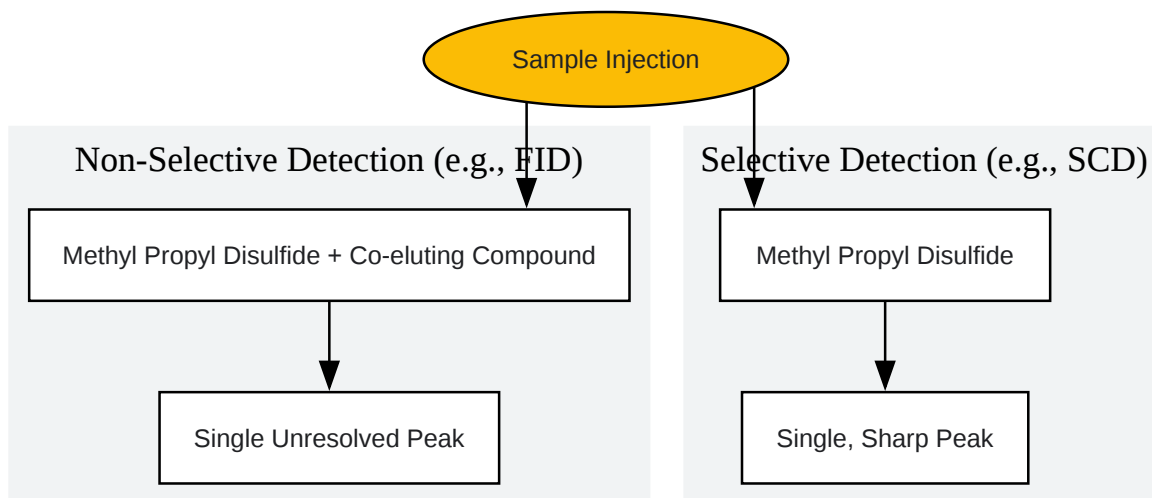 Sample Injection
Non-Selective Detection (e.g., FID)
Methyl Propyl Disulfide + Co-eluting Compound
Single Unresolved Peak
Selective Detection (e.g., SCD)
Methyl Propyl Disulfide
Single, Sharp Peak